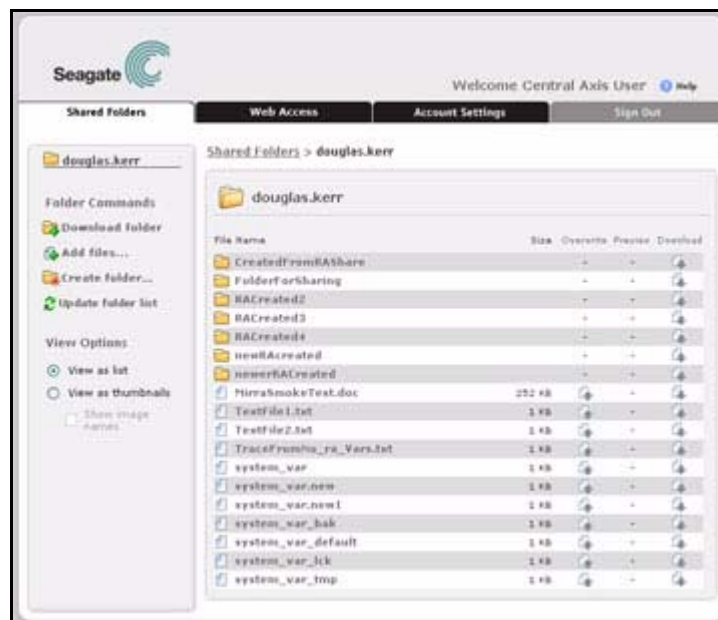 Seagate
Welcome Central Axis User Help
Shared Folders Web Access Account Settings Sign Out
douglas.kerr
Folder Commands
Download folder
Add files...
Create folder...
Update folder list
View Options
View as list
View as thumbnails
Show image names
Shared Folders > douglas.kerr
douglas.kerr
File Name Size Overwrite Preview Download
CreatedFromRAShare - -
FolderForSharing - -
RACreated2 - -
RACreated3 - -
RACreated4 - -
newRAcreated - -
newerRACreated - -
MirraSmokeTest.doc 252 KB -
TestFile1.txt 1 KB -
TestFile2.txt 1 KB -
1 KB -
system_var 1 KB -
system_var.new 1 KB -
system_var.new1 1 KB -
system_var_bak 1 KB -
system_var_default 1 KB -
system_var_lck 1 KB -
system_var_tmp 1 KB -